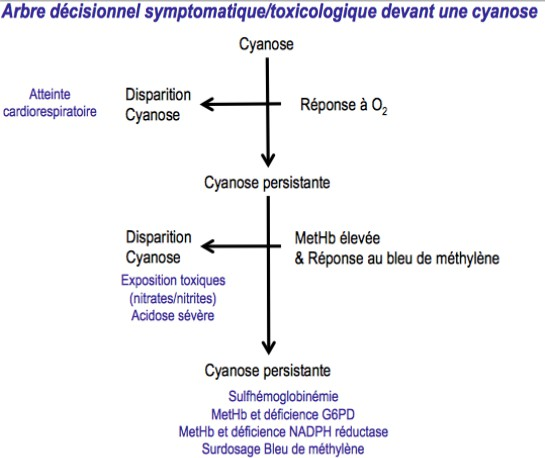 Arbre décisionnel symptomatique/toxicologique devant une cyanose
Cyanose
Atteinte
cardiorespiratoire
Disparition
Cyanose
Réponse à O2
Cyanose persistante
Disparition
Cyanose
MetHb élevée
& Réponse au bleu de méthylène
Exposition toxiques
(nitrates/nitrites)
Acidose sévère
Cyanose persistante
Sulfhémoglobinémie
MetHb et déficience G6PD
MetHb et déficience NADPH réductase
Surdosage Bleu de méthylène